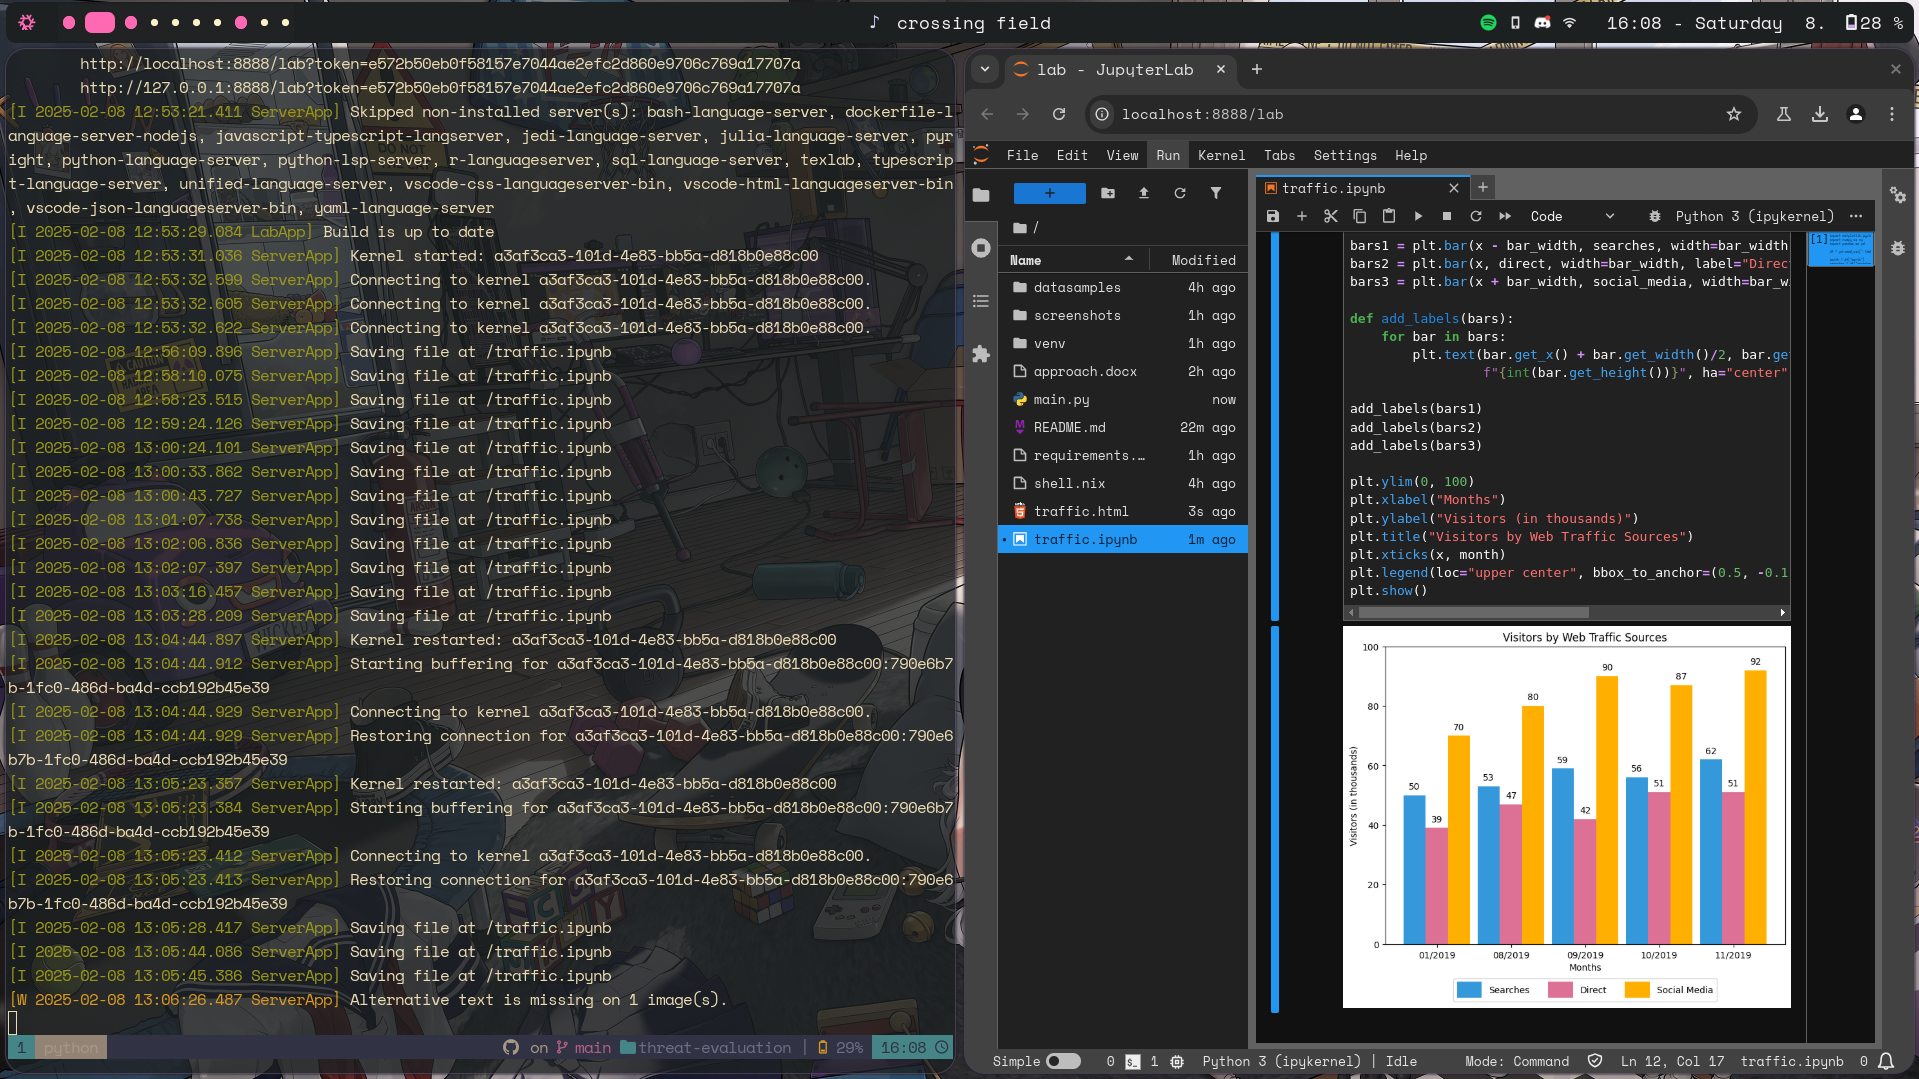 ♪ crossing field
16:08 - Saturday 8. 28 %
http://localhost:8888/lab?token=e572b50eb0f58157e7044ae2efc2d860e9706c769a17707a
http://127.0.0.1:8888/lab?token=e572b50eb0f58157e7044ae2efc2d860e9706c769a17707a
[I 2025-02-08 12:53:21.411 ServerApp] Skipped non-installed server(s): bash-language-server, dockerfile-l
anguage-server-nodejs, javascript-typescript-langserver, jedi-language-server, julia-language-server, pyr
ight, python-language-server, python-lsp-server, r-languageserver, sql-language-server, texlab, typescrip
t-language-server, unified-language-server, vscode-css-languageserver-bin, vscode-html-languageserver-bin
, vscode-json-languageserver-bin, yaml-language-server
[I 2025-02-08 12:53:29.084 LabApp] Build is up to date
[I 2025-02-08 12:53:31.036 ServerApp] Kernel started: a3af3ca3-101d-4e83-bb5a-d818b0e88c00
[I 2025-02-08 12:53:32.599 ServerApp] Connecting to kernel a3af3ca3-101d-4e83-bb5a-d818b0e88c00.
[I 2025-02-08 12:53:32.605 ServerApp] Connecting to kernel a3af3ca3-101d-4e83-bb5a-d818b0e88c00.
[I 2025-02-08 12:53:32.622 ServerApp] Connecting to kernel a3af3ca3-101d-4e83-bb5a-d818b0e88c00.
[I 2025-02-08 12:56:09.896 ServerApp] Saving file at /traffic.ipynb
[I 2025-02-08 12:58:10.075 ServerApp] Saving file at /traffic.ipynb
[I 2025-02-08 12:58:23.515 ServerApp] Saving file at /traffic.ipynb
[I 2025-02-08 12:59:24.126 ServerApp] Saving file at /traffic.ipynb
[I 2025-02-08 13:00:24.101 ServerApp] Saving file at /traffic.ipynb
[I 2025-02-08 13:00:33.862 ServerApp] Saving file at /traffic.ipynb
[I 2025-02-08 13:00:43.727 ServerApp] Saving file at /traffic.ipynb
[I 2025-02-08 13:01:07.738 ServerApp] Saving file at /traffic.ipynb
[I 2025-02-08 13:02:06.836 ServerApp] Saving file at /traffic.ipynb
[I 2025-02-08 13:02:07.397 ServerApp] Saving file at /traffic.ipynb
[I 2025-02-08 13:03:16.457 ServerApp] Saving file at /traffic.ipynb
[I 2025-02-08 13:03:28.209 ServerApp] Saving file at /traffic.ipynb
[I 2025-02-08 13:04:44.897 ServerApp] Kernel restarted: a3af3ca3-101d-4e83-bb5a-d818b0e88c00
[I 2025-02-08 13:04:44.912 ServerApp] Starting buffering for a3af3ca3-101d-4e83-bb5a-d818b0e88c00:790e6b7
b-1fc0-486d-ba4d-ccb192b45e39
[I 2025-02-08 13:04:44.929 ServerApp] Connecting to kernel a3af3ca3-101d-4e83-bb5a-d818b0e88c00.
[I 2025-02-08 13:04:44.929 ServerApp] Restoring connection for a3af3ca3-101d-4e83-bb5a-d818b0e88c00:790e6
b7b-1fc0-486d-ba4d-ccb192b45e39
[I 2025-02-08 13:05:23.357 ServerApp] Kernel restarted: a3af3ca3-101d-4e83-bb5a-d818b0e88c00
[I 2025-02-08 13:05:23.384 ServerApp] Starting buffering for a3af3ca3-101d-4e83-bb5a-d818b0e88c00:790e6b7
b-1fc0-486d-ba4d-ccb192b45e39
[I 2025-02-08 13:05:23.412 ServerApp] Connecting to kernel a3af3ca3-101d-4e83-bb5a-d818b0e88c00.
[I 2025-02-08 13:05:23.413 ServerApp] Restoring connection for a3af3ca3-101d-4e83-bb5a-d818b0e88c00:790e6
b7b-1fc0-486d-ba4d-ccb192b45e39
[I 2025-02-08 13:05:28.417 ServerApp] Saving file at /traffic.ipynb
[I 2025-02-08 13:05:44.086 ServerApp] Saving file at /traffic.ipynb
[I 2025-02-08 13:05:45.386 ServerApp] Saving file at /traffic.ipynb
[W 2025-02-08 13:06:26.487 ServerApp] Alternative text is missing on 1 image(s).
1 python on main threat-evaluation | 29% 16:08
lab - JupyterLab
localhost:8888/lab
File Edit View Run Kernel Tabs Settings Help
/
Name Modified
datasamples 4h ago
screenshots 1h ago
venv 1h ago
approach.docx 2h ago
main.py now
README.md 22m ago
requirements.… 1h ago
shell.nix 4h ago
traffic.html 3s ago
traffic.ipynb 1m ago
traffic.ipynb
Code Python 3 (ipykernel)
bars1 = plt.bar(x - bar_width, searches, width=bar_width
bars2 = plt.bar(x, direct, width=bar_width, label="Direc
bars3 = plt.bar(x + bar_width, social_media, width=bar_w
def add_labels(bars):
for bar in bars:
plt.text(bar.get_x() + bar.get_width()/2, bar.ge
f"{int(bar.get_height())}", ha="center"
add_labels(bars1)
add_labels(bars2)
add_labels(bars3)
plt.ylim(0, 100)
plt.xlabel("Months")
plt.ylabel("Visitors (in thousands)")
plt.title("Visitors by Web Traffic Sources")
plt.xticks(x, month)
plt.legend(loc="upper center", bbox_to_anchor=(0.5, -0.1
plt.show()
[1]
Visitors by Web Traffic Sources
100
80
60
40
20
0
Visitors (in thousands)
50 39 70
53 47 80
59 42 90
56 51 87
62 51 92
01/2019 08/2019 09/2019 10/2019 11/2019
Months
Searches Direct Social Media
Simple 0 1 Python 3 (ipykernel) | Idle Mode: Command Ln 12, Col 17 traffic.ipynb 0